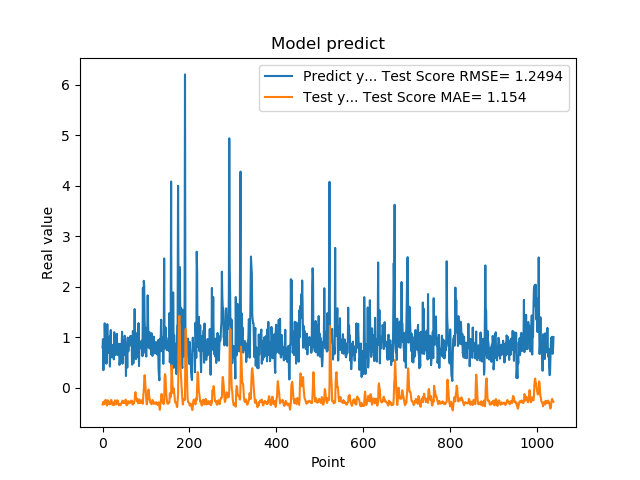 Model predict
Predict y... Test Score RMSE= 1.2494
Test y... Test Score MAE= 1.154
Real value
6
5
4
3
2
1
0
0 200 400 600 800 1000
Point